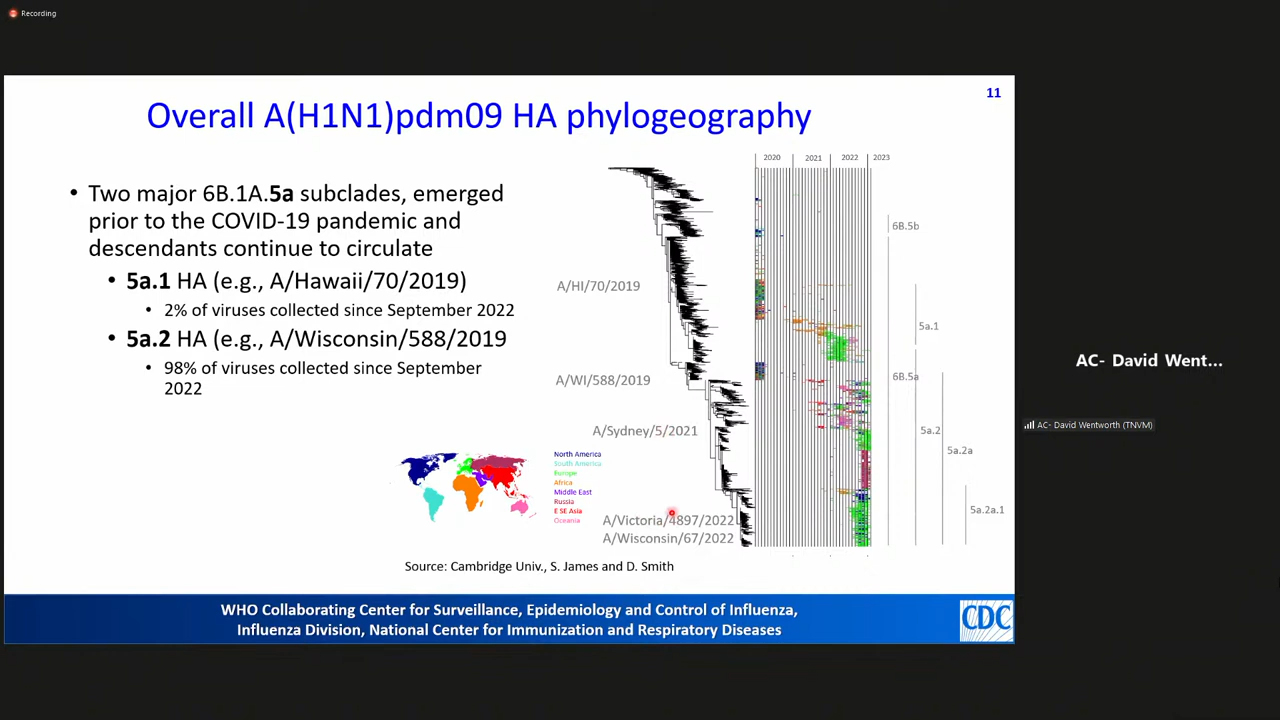 Recording
11
Overall A(H1N1)pdm09 HA phylogeography
• Two major 6B.1A.5a subclades, emerged
prior to the COVID-19 pandemic and
descendants continue to circulate
• 5a.1 HA (e.g., A/Hawaii/70/2019)
• 2% of viruses collected since September 2022
• 5a.2 HA (e.g., A/Wisconsin/588/2019
• 98% of viruses collected since September
2022
2020 2021 2022 2023
6B.5b
A/HI/70/2019
5a.1
A/WI/588/2019
6B.5a
A/Sydney/5/2021
5a.2
5a.2a
5a.2a.1
North America
South America
Europe
Africa
Middle East
Russia
E SE Asia
Oceania
A/Victoria/4897/2022
A/Wisconsin/67/2022
Source: Cambridge Univ., S. James and D. Smith
WHO Collaborating Center for Surveillance, Epidemiology and Control of Influenza,
Influenza Division, National Center for Immunization and Respiratory Diseases
CDC
AC- David Went...
AC- David Wentworth (TNVM)